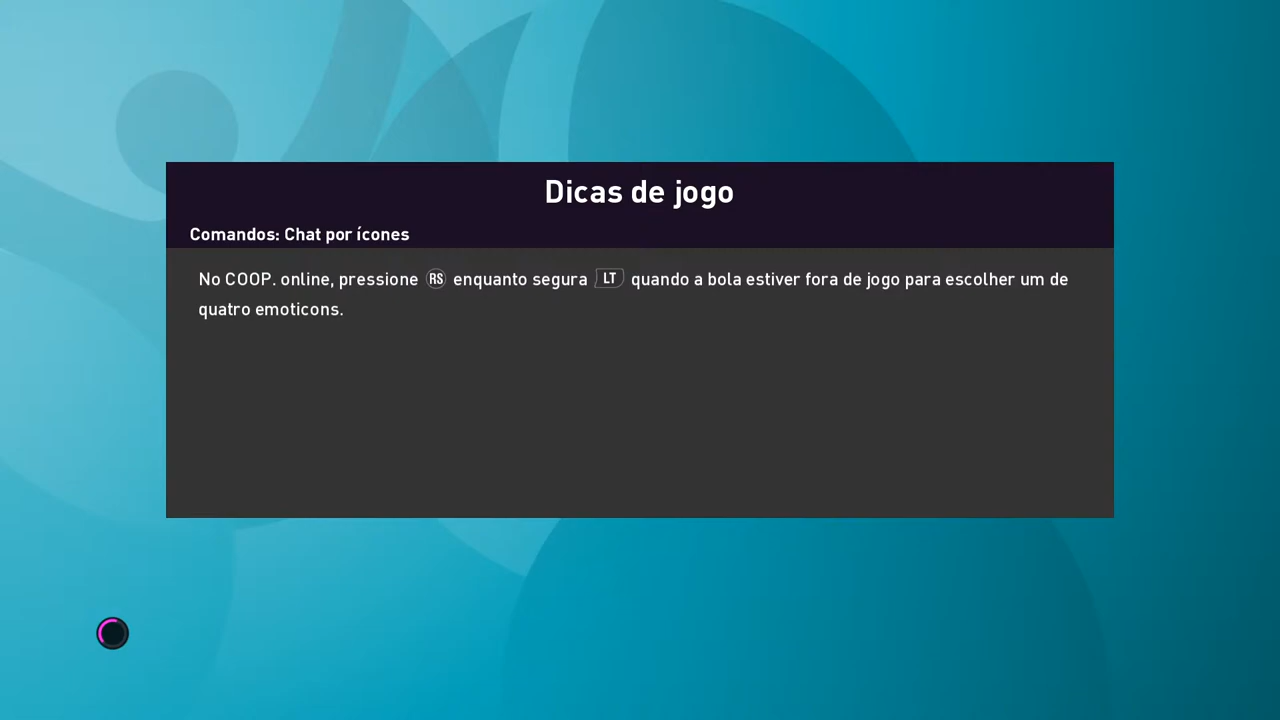 Dicas de jogo
Comandos: Chat por ícones
No COOP. online, pressione RS enquanto segura LT quando a bola estiver fora de jogo para escolher um de
quatro emoticons.